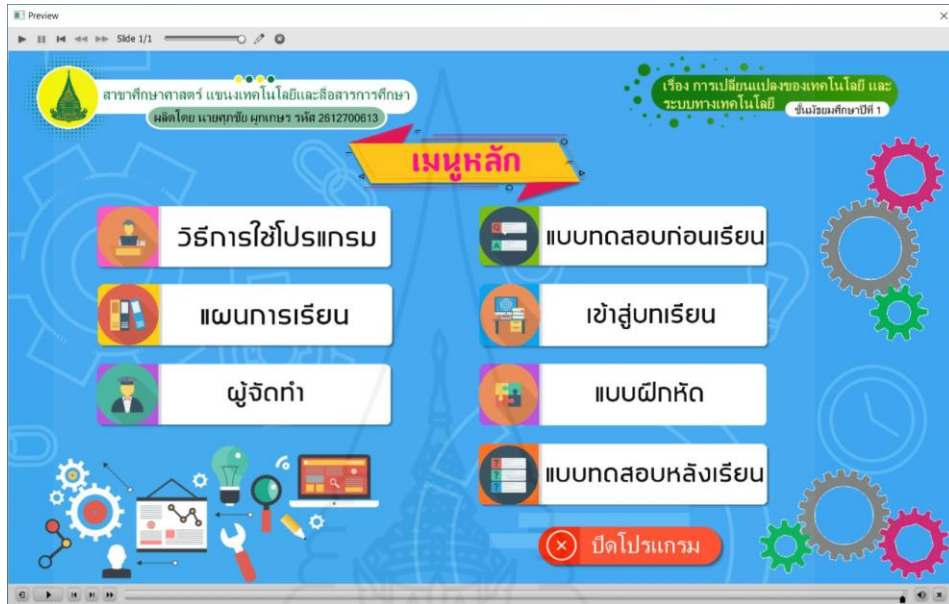 Preview
Slide 1/1
สาขาศึกษาศาสตร์ แขนงเทคโนโลยีและสื่อสารการศึกษา
ผลิตโดย นายศุภชัย ผุกเกษร รหัส 2612700613
เรื่อง การเปลี่ยนแปลงของเทคโนโลยี และ
ระบบทางเทคโนโลยี
ชั้นมัธยมศึกษาปีที่ 1
เมนูหลัก
วิธีการใช้โปรแกรม
แผนการเรียน
ผู้จัดทำ
แบบทดสอบก่อนเรียน
เข้าสู่บทเรียน
แบบฝึกหัด
แบบทดสอบหลังเรียน
ปิดโปรแกรม